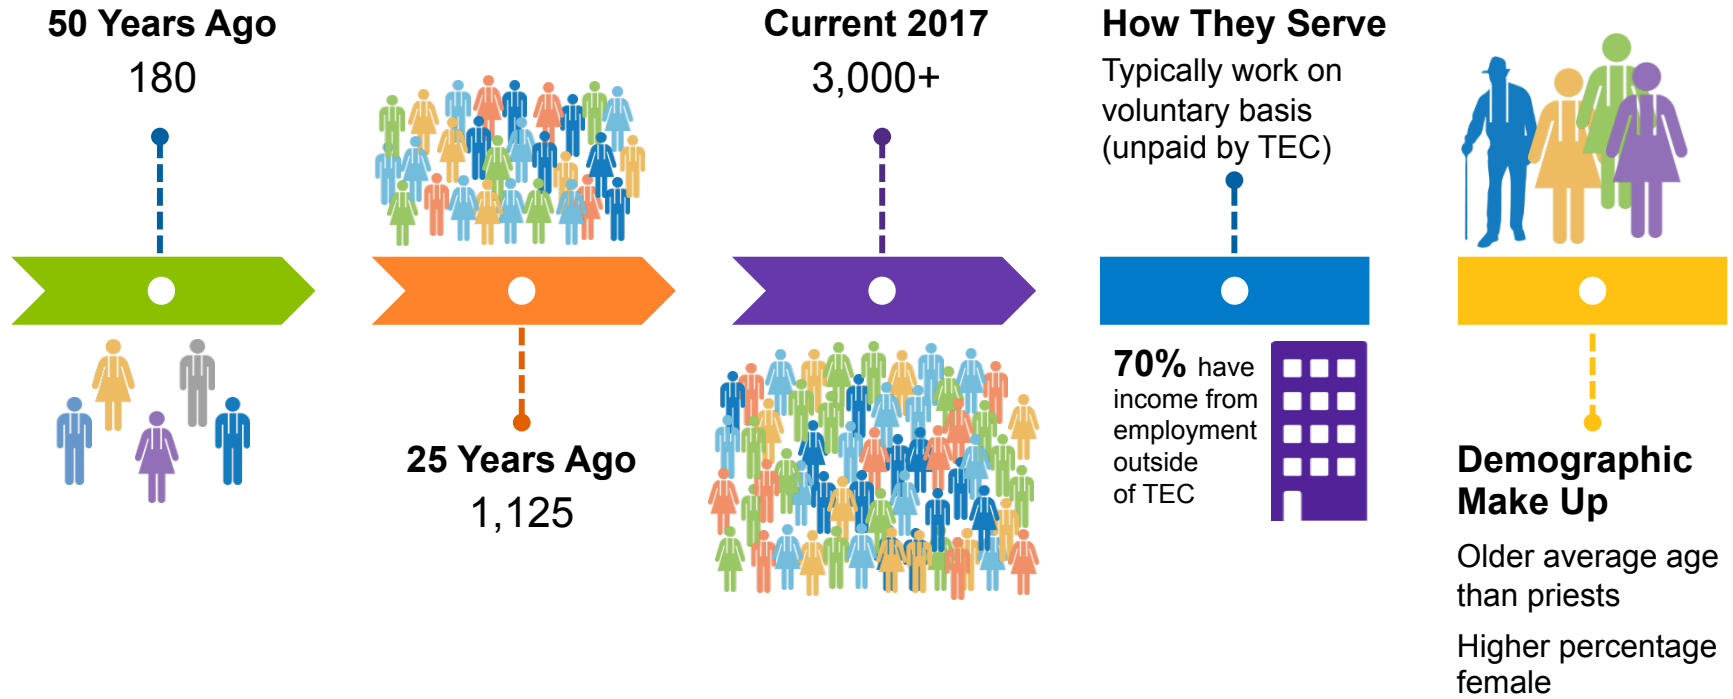 50 Years Ago
180
25 Years Ago
1,125
Current 2017
3,000+
How They Serve
Typically work on
voluntary basis
(unpaid by TEC)
70% have
income from
employment
outside
of TEC
Demographic
Make Up
Older average age
than priests
Higher percentage
female